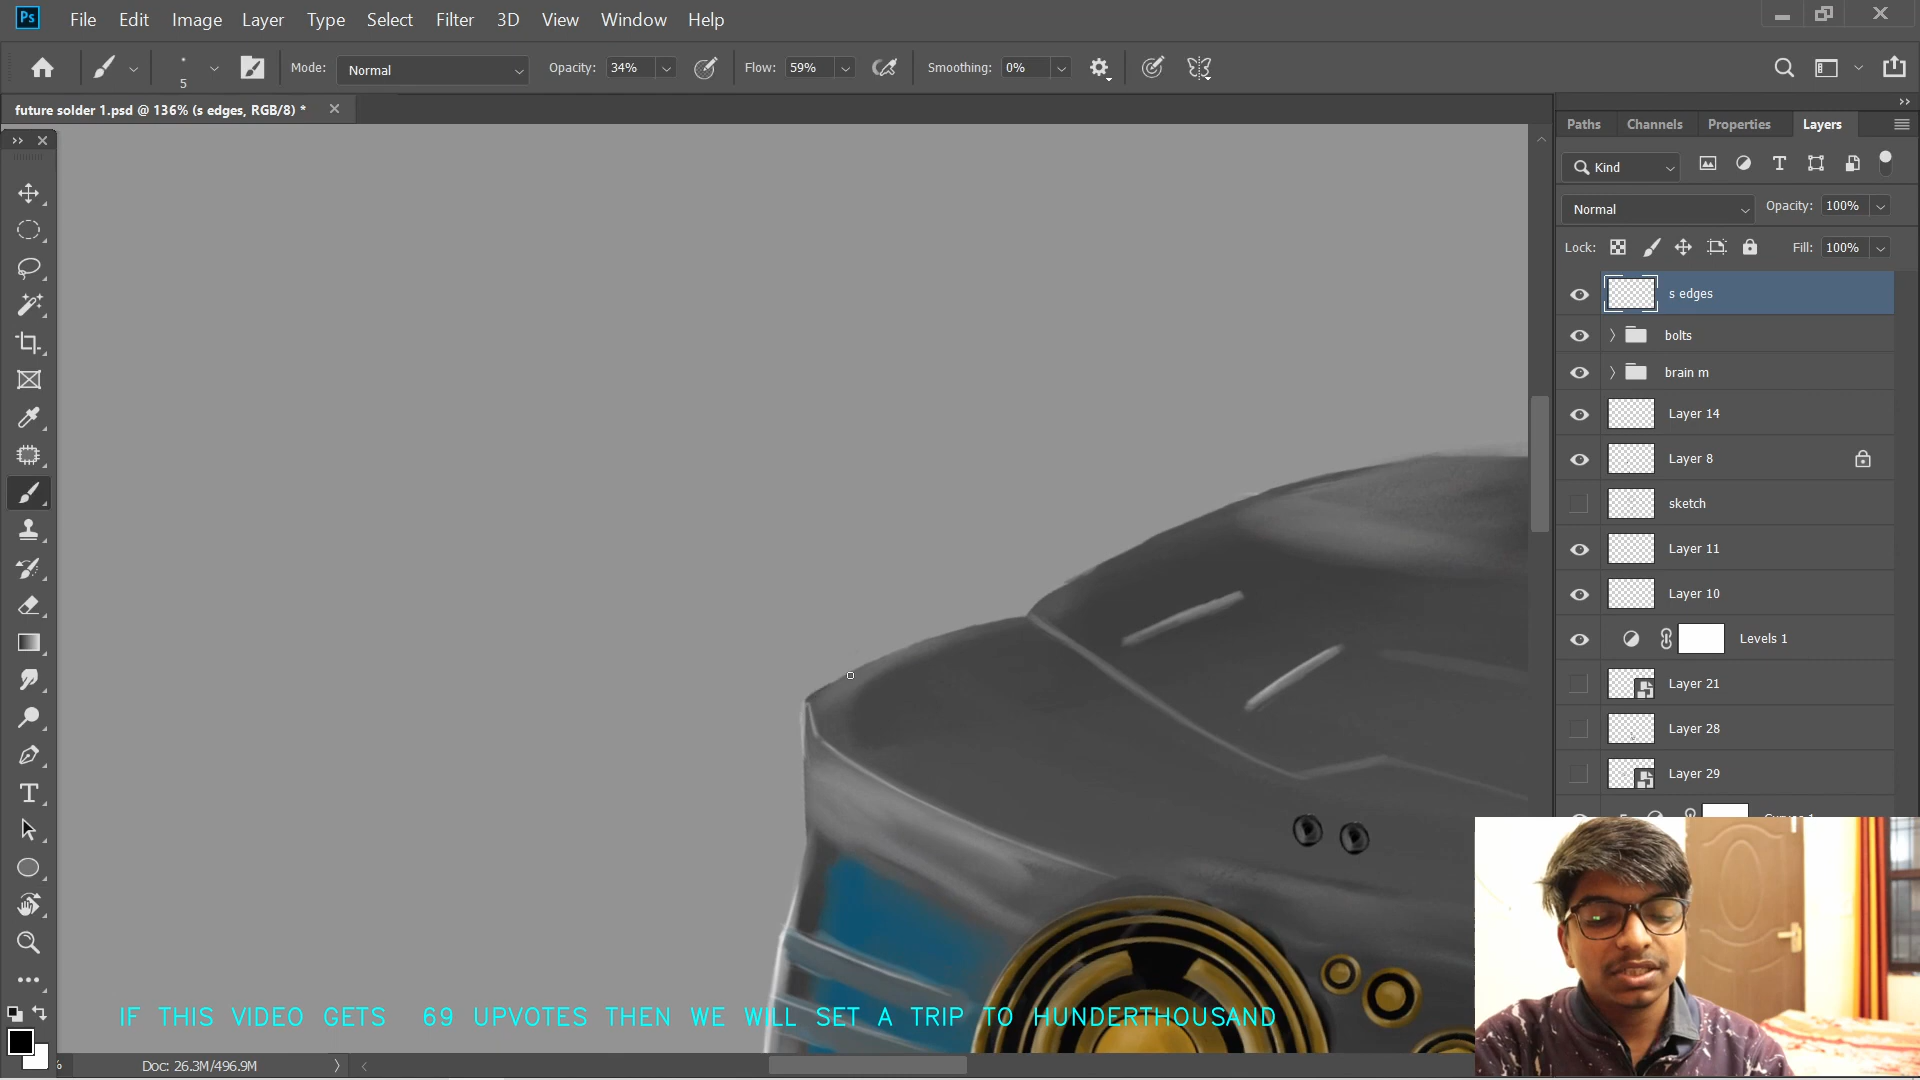 Ps File Edit Image Layer Type Select Filter 3D View Window Help
5 Mode: Normal Opacity: 34% Flow: 59% Smoothing: 0%
future solder 1.psd @ 136% (s edges, RGB/8) *
Paths Channels Properties Layers
Kind
Normal Opacity: 100%
Lock: Fill: 100%
s edges
bolts
brain m
Layer 14
Layer 8
sketch
Layer 11
Layer 10
Levels 1
Layer 21
Layer 28
Layer 29
IF THIS VIDEO GETS 69 UPVOTES THEN WE WILL SET A TRIP TO HUNDERTHOUSAND
% Doc: 26.3M/496.9M